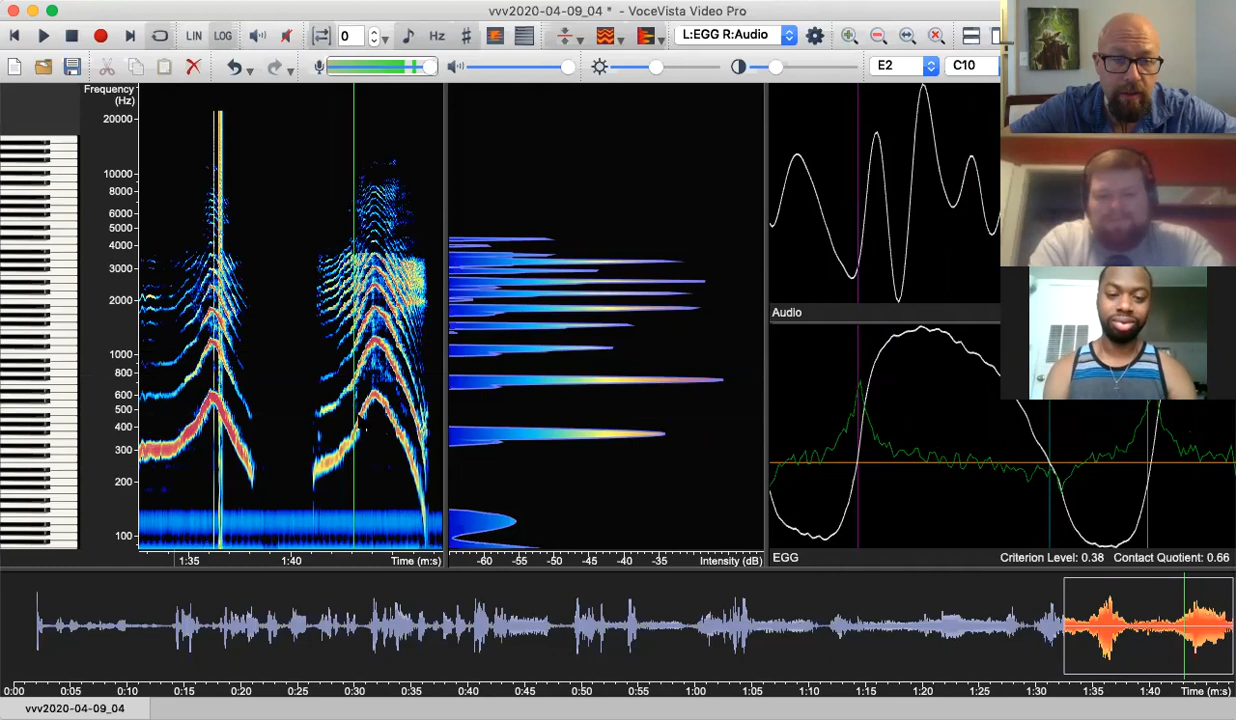 vvv2020-04-09_04 * - VoceVista Video Pro
LIN LOG 0 Hz L:EGG R:Audio
E2 C10
Frequency
(Hz)
20000
10000
8000
6000
5000
4000
3000
2000
1000
800
600
500
400
300
200
100
1:35 1:40 Time (m:s)
-60 -55 -50 -45 -40 -35 Intensity (dB)
Audio
EGG Criterion Level: 0.38 Contact Quotient: 0.66
0:00 0:05 0:10 0:15 0:20 0:25 0:30 0:35 0:40 0:45 0:50 0:55 1:00 1:05 1:10 1:15 1:20 1:25 1:30 1:35 1:40 Time (m:s)
vvv2020-04-09_04